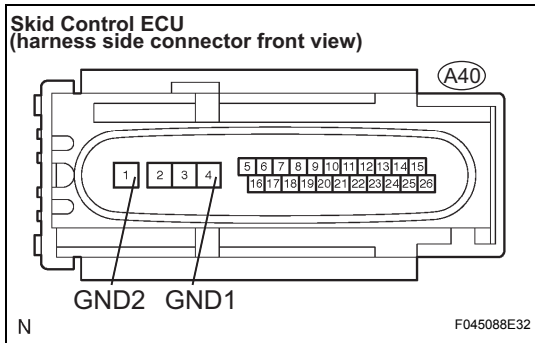 Skid Control ECU
(harness side connector front view)
A40
1 2 3 4 5 6 7 8 9 10 11 12 13 14 15
16 17 18 19 20 21 22 23 24 25 26
GND2 GND1
N F045088E32